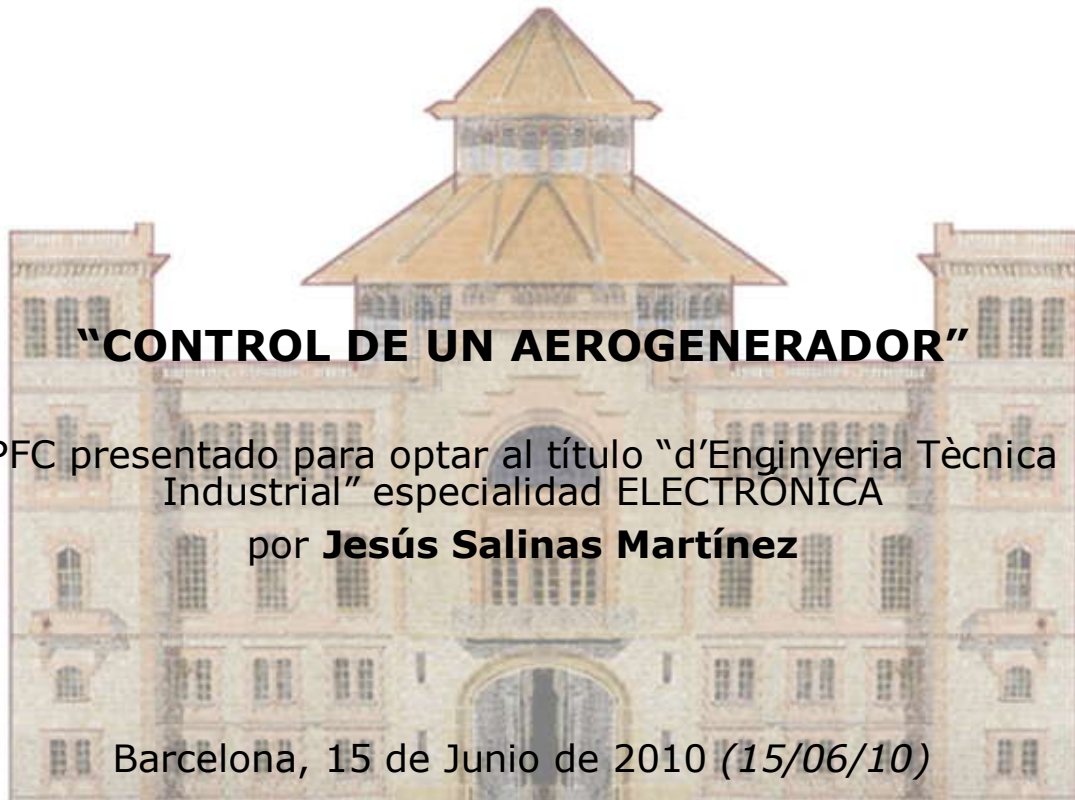 “CONTROL DE UN AEROGENERADOR”
PFC presentado para optar al título “d’Enginyeria Tècnica
Industrial” especialidad ELECTRÓNICA
por Jesús Salinas Martínez
Barcelona, 15 de Junio de 2010 (15/06/10)